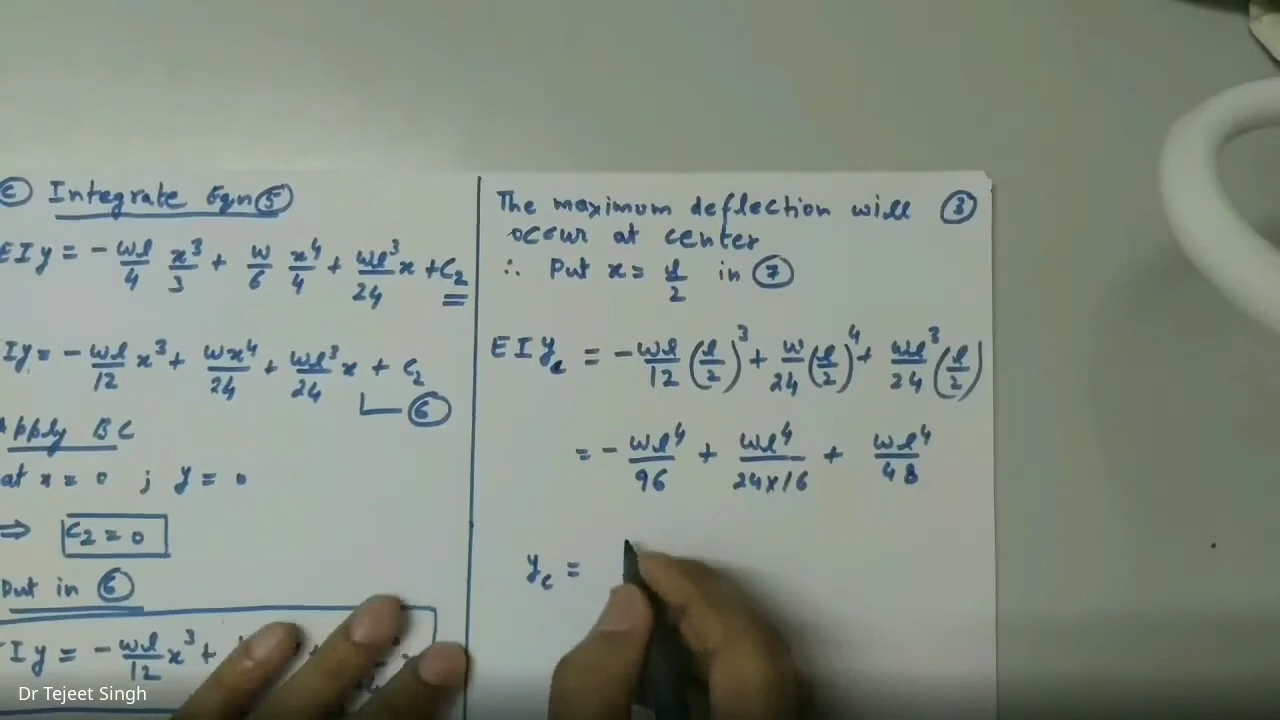 Integrate Eqn ⑤
EIy = - wl/4 x³/3 + w/6 x⁴/4 + wl³/24 x + C₂
Iy = - wl/12 x³ + wx⁴/24 + wl³/24 x + C₂
⑥
Apply BC
at x = 0 ; y = 0
⇒ C₂ = 0
Put in ⑥
Iy = - wl/12 x³ +
The maximum deflection will ③
occur at center
∴ Put x = l/2 in ⑦
EIy_c = - wl/12 (l/2)³ + w/24 (l/2)⁴ + wl³/24 (l/2)
= - wl⁴/96 + wl⁴/24×16 + wl⁴/48
y_c =
Dr Tejeet Singh